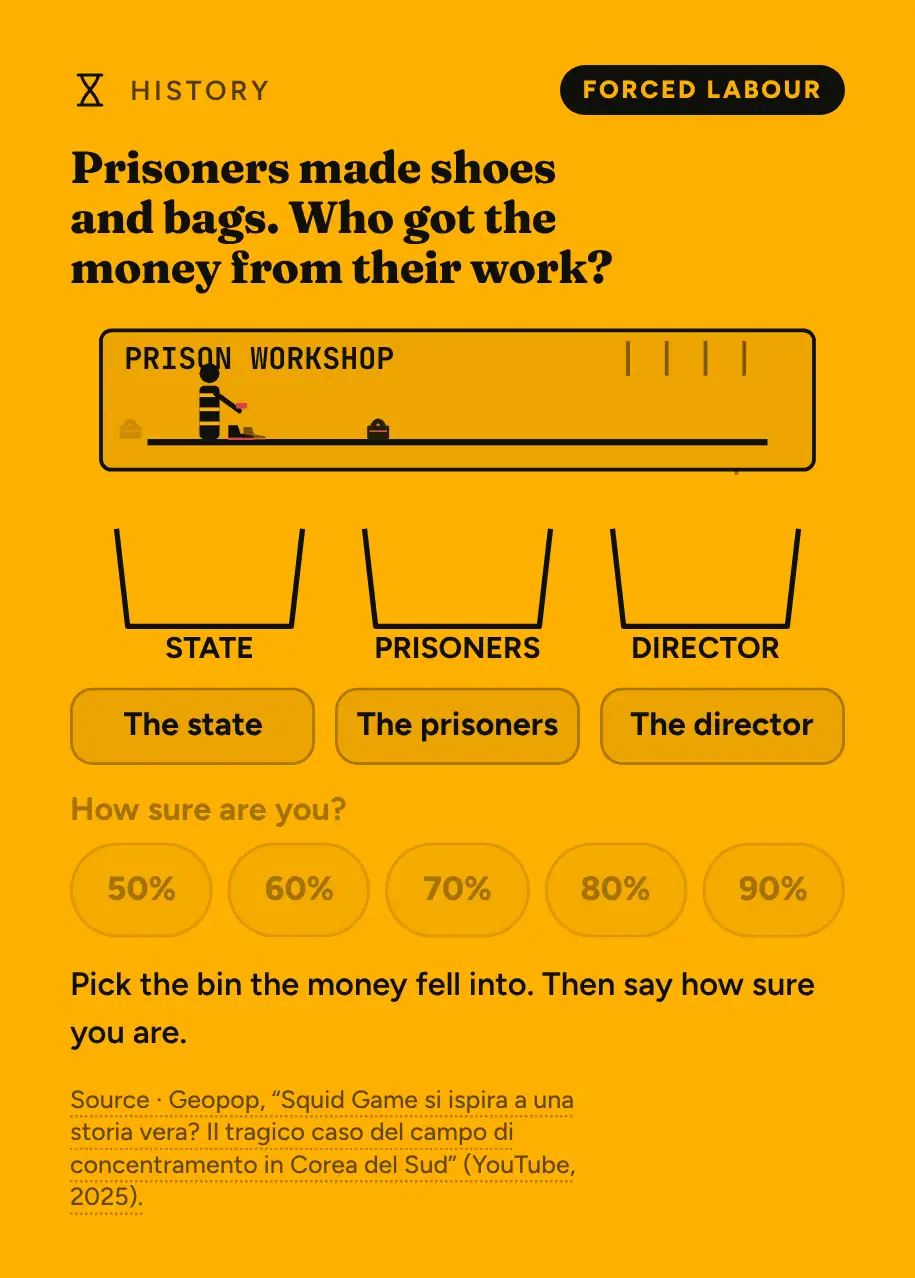 HISTORY
FORCED LABOUR
Prisoners made shoes
and bags. Who got the
money from their work?
PRISON WORKSHOP
STATE
PRISONERS
DIRECTOR
The state
The prisoners
The director
How sure are you?
50%
60%
70%
80%
90%
Pick the bin the money fell into. Then say how sure
you are.
Source · Geopop, “Squid Game si ispira a una
storia vera? Il tragico caso del campo di
concentramento in Corea del Sud” (YouTube,
2025).